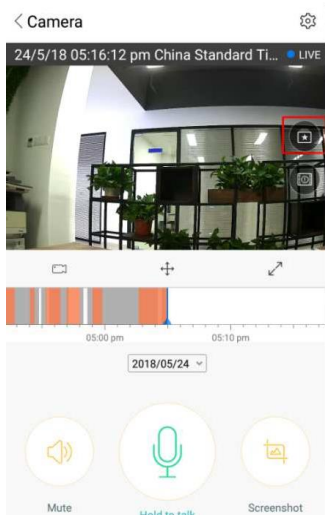 Camera
24/5/18 05:16:12 pm China Standard Ti... LIVE
05:00 pm 05:10 pm
2018/05/24
Mute Hold to talk Screenshot